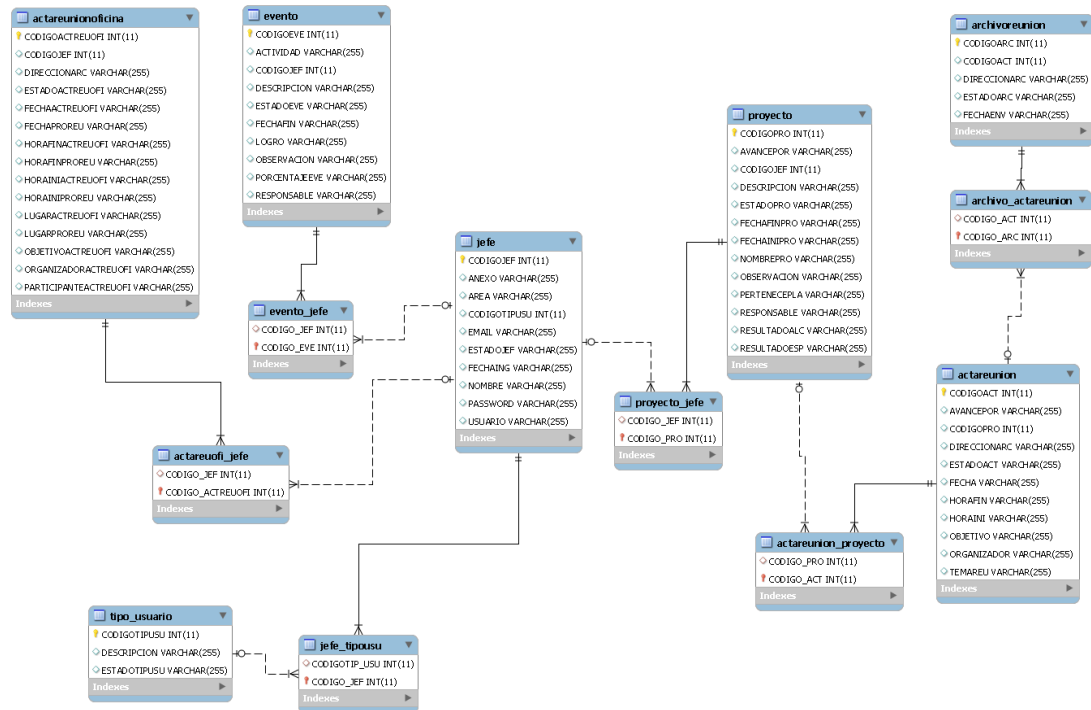 actareunionoficina
CODIGOACTREUOFI INT(11)
CODIGOJEF INT(11)
DIRECCIONARC VARCHAR(255)
ESTADOACTREUOFI VARCHAR(255)
FECHAACTREUOFI VARCHAR(255)
FECHAPROREU VARCHAR(255)
HORAFINACTREUOFI VARCHAR(255)
HORAFINPROREU VARCHAR(255)
HORAINIACTREUOFI VARCHAR(255)
HORAINIPROREU VARCHAR(255)
LUGARACTREUOFI VARCHAR(255)
LUGARPROREU VARCHAR(255)
OBJETIVOACTREUOFI VARCHAR(255)
ORGANIZADORACTREUOFI VARCHAR(255)
PARTICIPANTEACTREUOFI VARCHAR(255)
Indexes
evento
CODIGOEVE INT(11)
ACTIVIDAD VARCHAR(255)
CODIGOJEF INT(11)
DESCRIPCION VARCHAR(255)
ESTADOEVE VARCHAR(255)
FECHAFIN VARCHAR(255)
LOGRO VARCHAR(255)
OBSERVACION VARCHAR(255)
PORCENTAJEEVE VARCHAR(255)
RESPONSABLE VARCHAR(255)
Indexes
archivoreunion
CODIGOARC INT(11)
CODIGOACT INT(11)
DIRECCIONARC VARCHAR(255)
ESTADOARC VARCHAR(255)
FECHAENV VARCHAR(255)
Indexes
proyecto
CODIGOPRO INT(11)
AVANCEPOR VARCHAR(255)
CODIGOJEF INT(11)
DESCRIPCION VARCHAR(255)
ESTADOPRO VARCHAR(255)
FECHAFINPRO VARCHAR(255)
FECHAINIPRO VARCHAR(255)
NOMBREPRO VARCHAR(255)
OBSERVACION VARCHAR(255)
PERTENECEPLA VARCHAR(255)
RESPONSABLE VARCHAR(255)
RESULTADOALC VARCHAR(255)
RESULTADOESP VARCHAR(255)
Indexes
archivo_actareunion
CODIGO_ACT INT(11)
CODIGO_ARC INT(11)
Indexes
jefe
CODIGOJEF INT(11)
ANEXO VARCHAR(255)
AREA VARCHAR(255)
CODIGOTIPUSU INT(11)
EMAIL VARCHAR(255)
ESTADOJEF VARCHAR(255)
FECHAING VARCHAR(255)
NOMBRE VARCHAR(255)
PASSWORD VARCHAR(255)
USUARIO VARCHAR(255)
Indexes
evento_jefe
CODIGO_JEF INT(11)
CODIGO_EVE INT(11)
Indexes
proyecto_jefe
CODIGO_JEF INT(11)
CODIGO_PRO INT(11)
Indexes
actareunion
CODIGOACT INT(11)
AVANCEPOR VARCHAR(255)
CODIGOPRO INT(11)
DIRECCIONARC VARCHAR(255)
ESTADOACT VARCHAR(255)
FECHA VARCHAR(255)
HORAFIN VARCHAR(255)
HORAINI VARCHAR(255)
OBJETIVO VARCHAR(255)
ORGANIZADOR VARCHAR(255)
TEMAREU VARCHAR(255)
Indexes
actareuofi_jefe
CODIGO_JEF INT(11)
CODIGO_ACTREUOFI INT(11)
Indexes
actareunion_proyecto
CODIGO_PRO INT(11)
CODIGO_ACT INT(11)
Indexes
tipo_usuario
CODIGOTIPUSU INT(11)
DESCRIPCION VARCHAR(255)
ESTADOTIPUSU VARCHAR(255)
Indexes
jefe_tipousu
CODIGOTIP_USU INT(11)
CODIGO_JEF INT(11)
Indexes